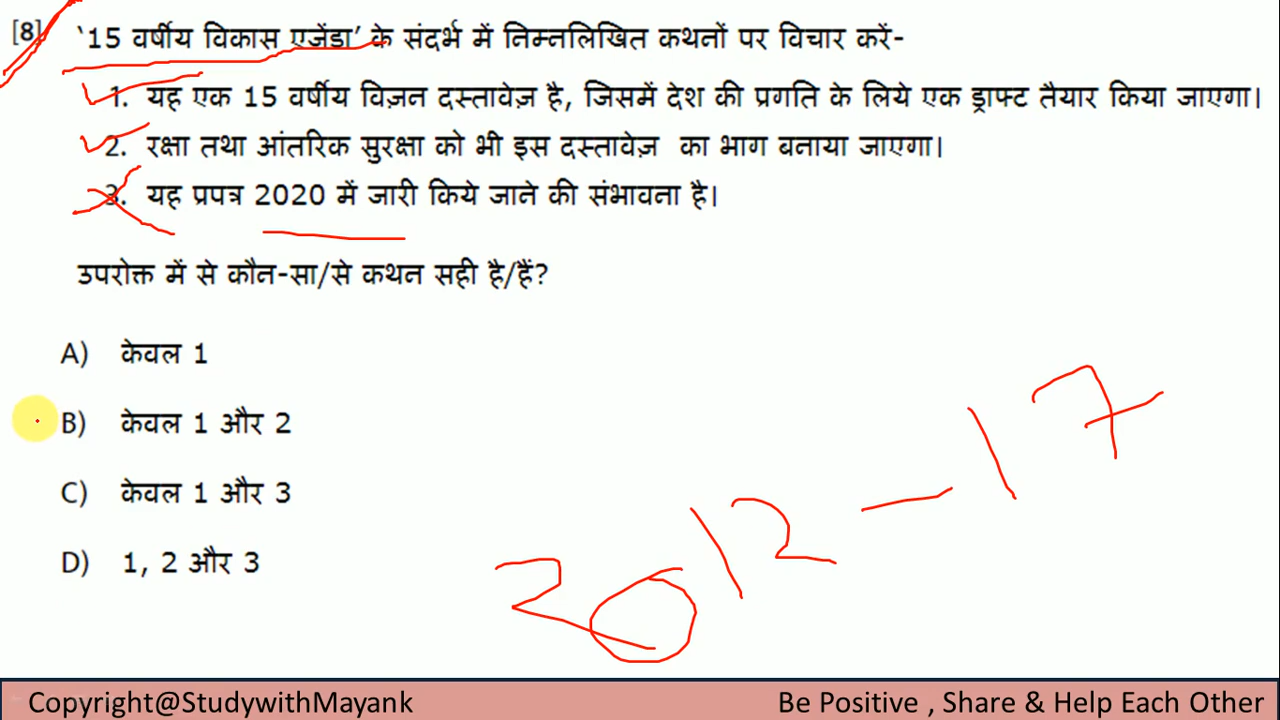 [8] '15 वर्षीय विकास एजेंडा' के संदर्भ में निम्नलिखित कथनों पर विचार करें-
1. यह एक 15 वर्षीय विज़न दस्तावेज़ है, जिसमें देश की प्रगति के लिये एक ड्राफ्ट तैयार किया जाएगा।
2. रक्षा तथा आंतरिक सुरक्षा को भी इस दस्तावेज़ का भाग बनाया जाएगा।
3. यह प्रपत्र 2020 में जारी किये जाने की संभावना है।
उपरोक्त में से कौन-सा/से कथन सही है/हैं?
A) केवल 1
B) केवल 1 और 2
C) केवल 1 और 3
D) 1, 2 और 3
2012-17
Copyright@StudywithMayank
Be Positive , Share & Help Each Other